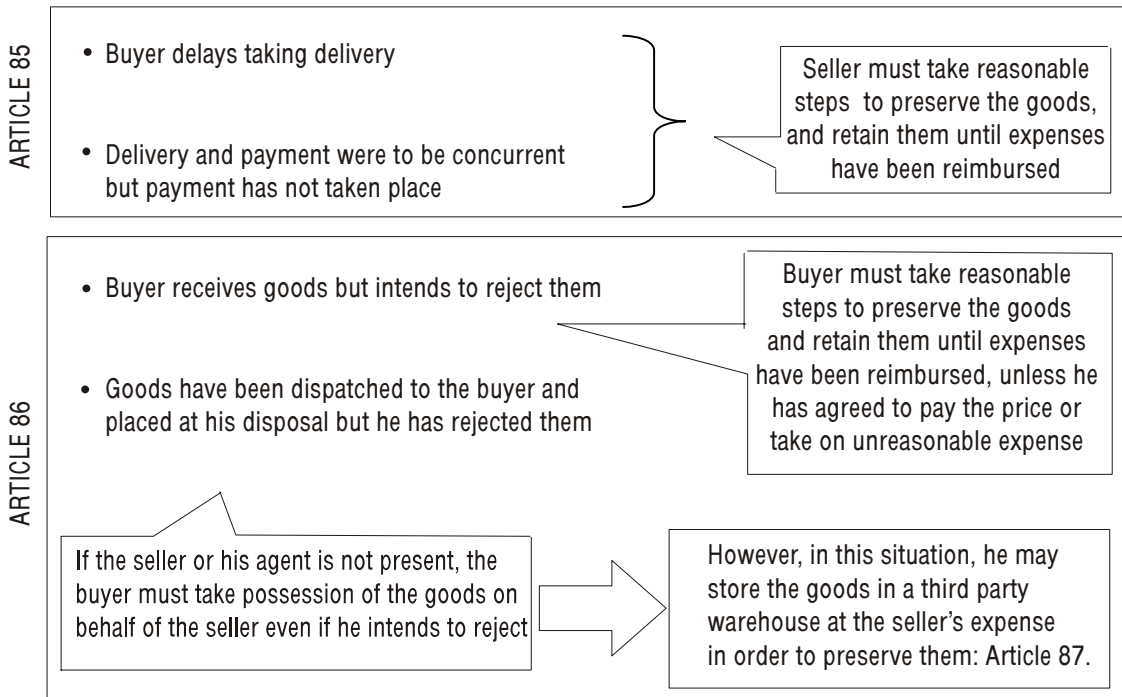 ARTICLE 85
• Buyer delays taking delivery
• Delivery and payment were to be concurrent
but payment has not taken place
Seller must take reasonable
steps to preserve the goods,
and retain them until expenses
have been reimbursed
ARTICLE 86
• Buyer receives goods but intends to reject them
• Goods have been dispatched to the buyer and
placed at his disposal but he has rejected them
Buyer must take reasonable
steps to preserve the goods
and retain them until expenses
have been reimbursed, unless he
has agreed to pay the price or
take on unreasonable expense
If the seller or his agent is not present, the
buyer must take possession of the goods on
behalf of the seller even if he intends to reject
However, in this situation, he may
store the goods in a third party
warehouse at the seller's expense
in order to preserve them: Article 87.